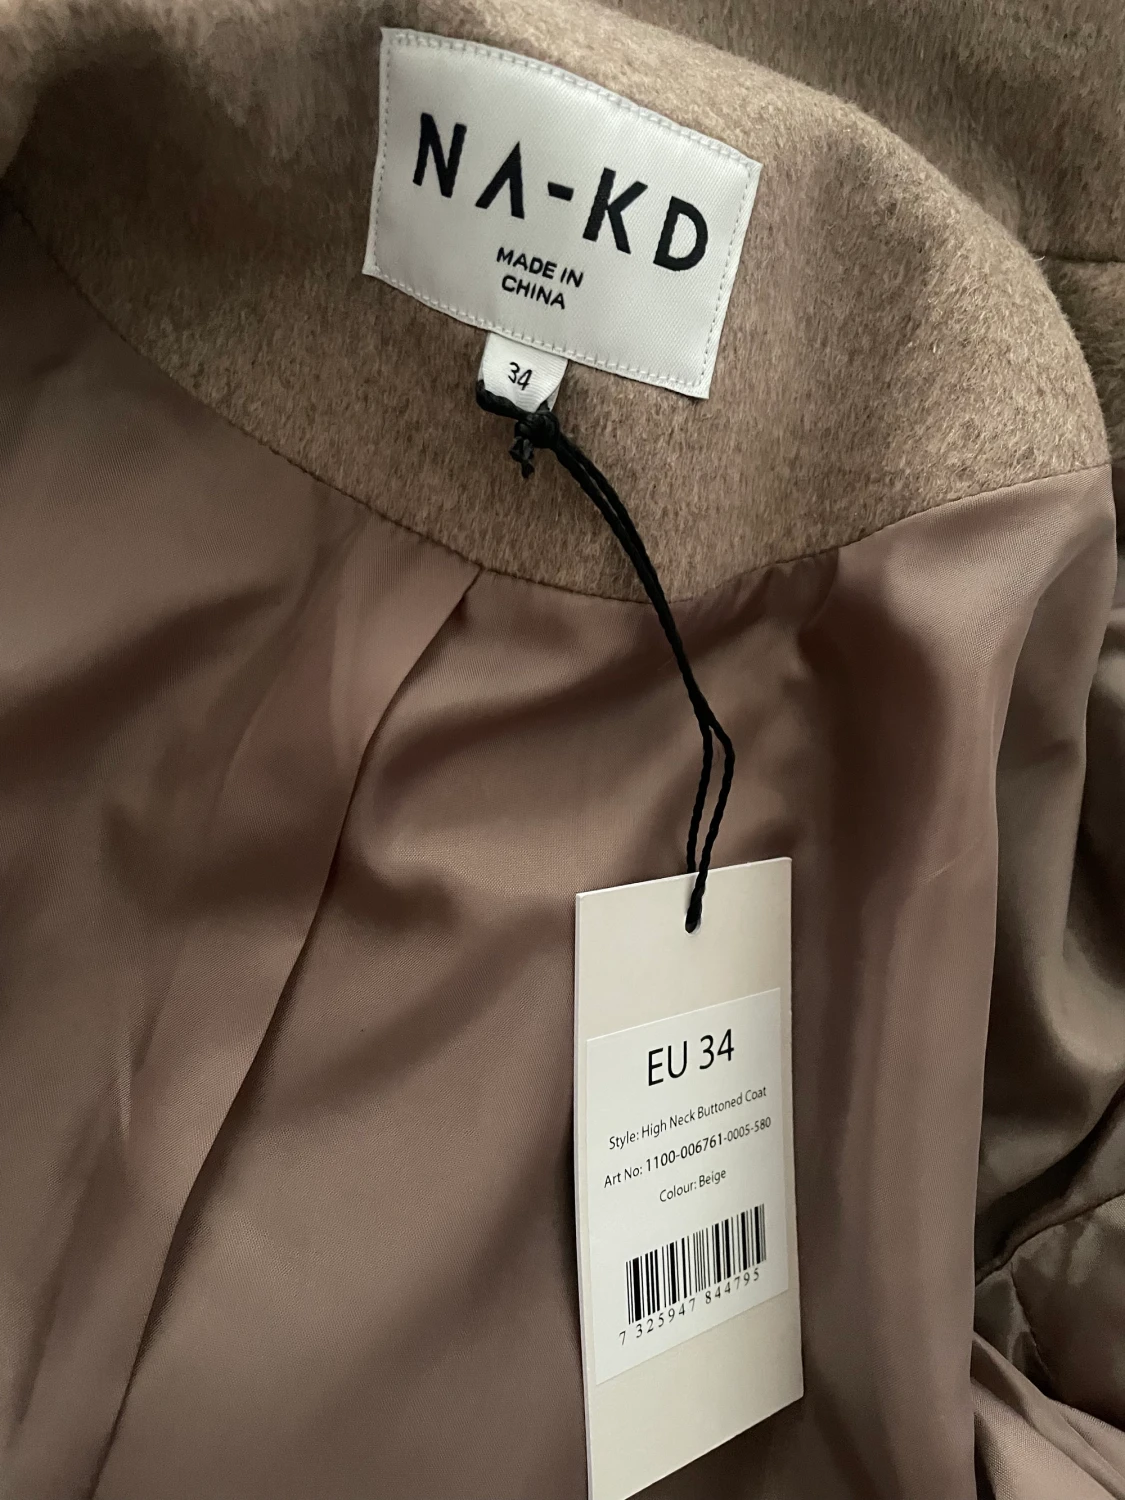 NA-KD
MADE IN
CHINA
34
EU 34
Style: High Neck Buttoned Coat
Art No: 1100-006761-0005-580
Colour: Beige
7 325947 844795